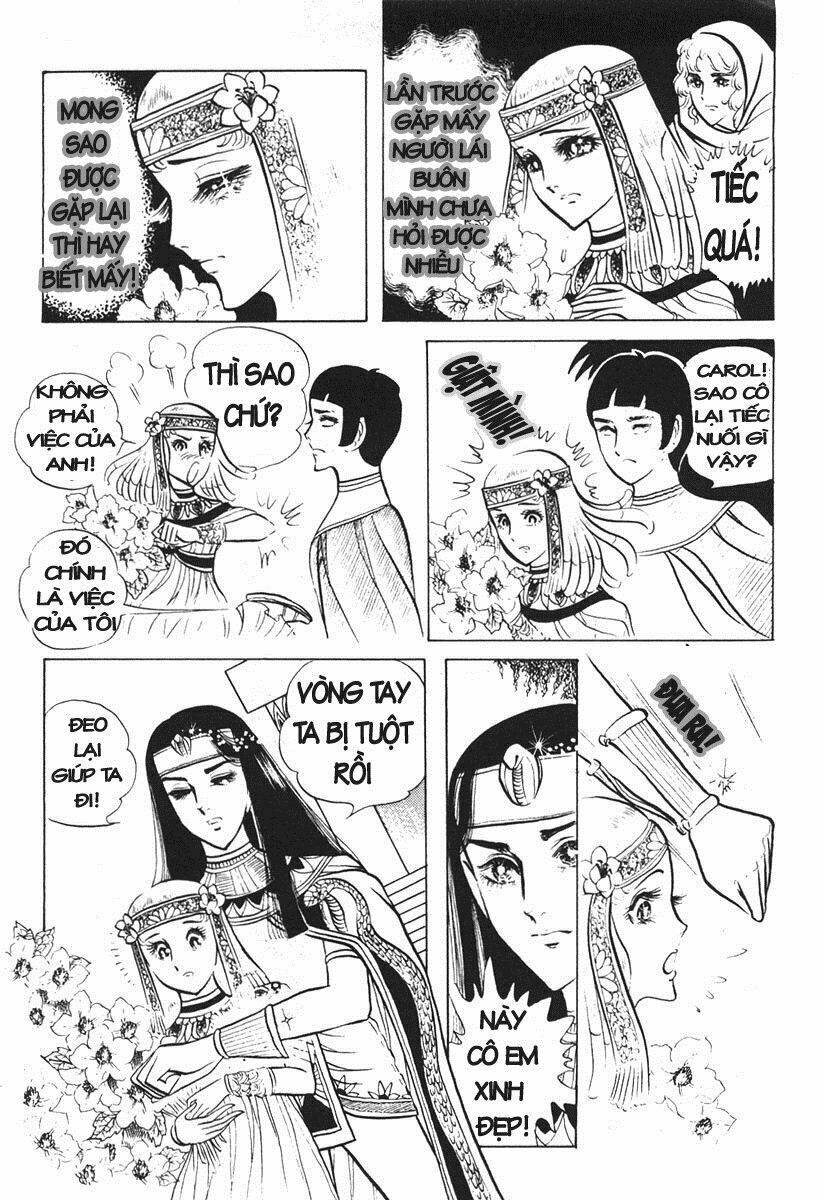 LẦN TRƯỚC
GẶP MẤY
NGƯỜI LÁI
BUÔN
MÌNH CHƯA
HỎI ĐƯỢC
NHIỀU
TIẾC
QUÁ!
MONG
SAO
ĐƯỢC
GẶP LẠI
THÌ HAY
BIẾT MẤY!
CAROL!
SAO CÔ
LẠI TIẾC
NUỐI GÌ
VẬY?
GIẬT MÌNH!
THÌ SAO
CHỨ?
KHÔNG
PHẢI
VIỆC CỦA
ANH!
ĐÓ
CHÍNH
LÀ VIỆC
CỦA TÔI
ĐƯA RA!
NÀY
CÔ EM
XINH
ĐẸP!
VÒNG TAY
TA BỊ TUỘT
RỒI
ĐEO
LẠI
GIÚP TA
ĐI!